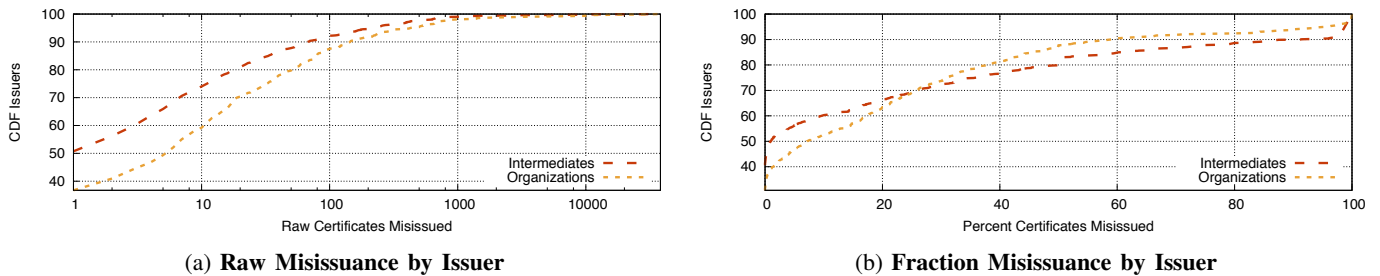 100
90
80
70
60
50
40
CDF Issuers
1
10
100
1000
10000
Raw Certificates Misissued
Intermediates
Organizations
(a) Raw Misissuance by Issuer
100
90
80
70
60
50
40
CDF Issuers
0
20
40
60
80
100
Percent Certificates Misissued
Intermediates
Organizations
(b) Fraction Misissuance by Issuer